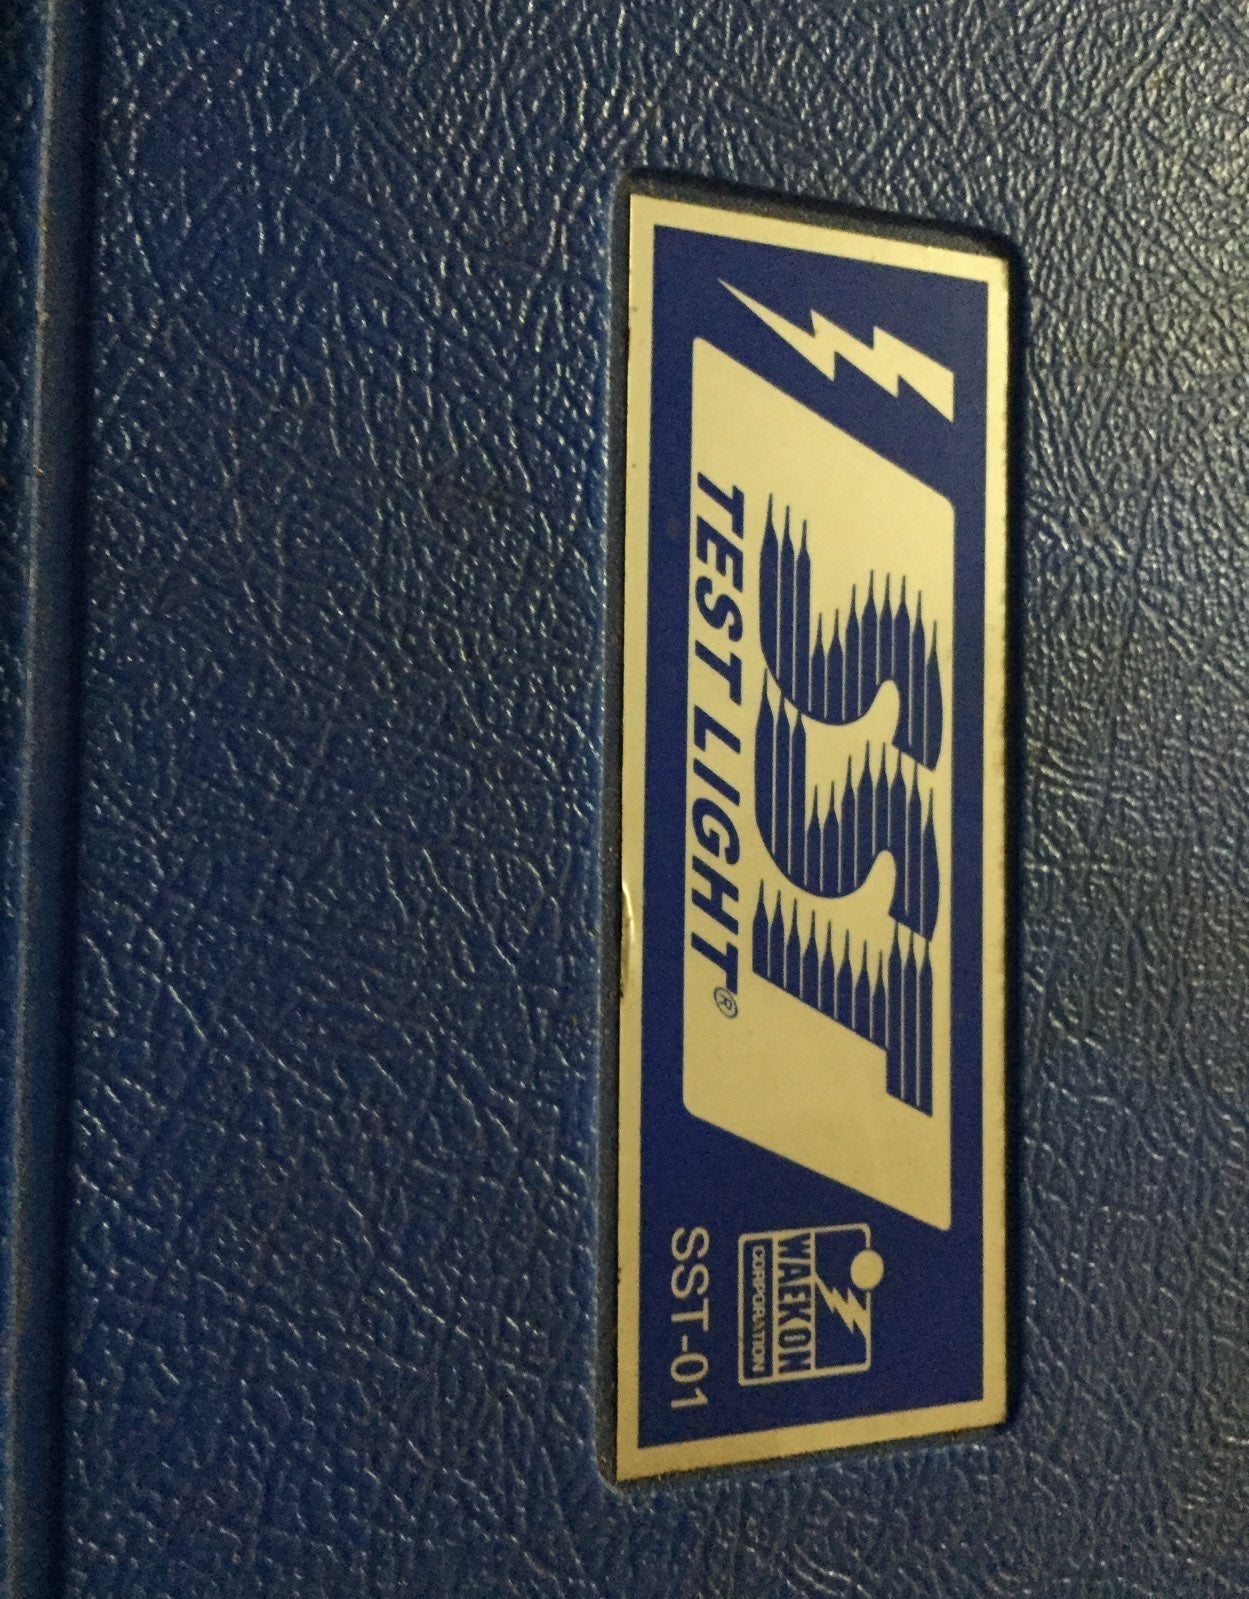 SST
TEST LIGHT®
WAEKON
CORPORATION
SST-01